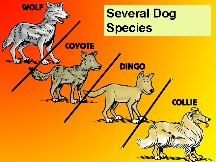 WOLF
Several Dog
Species
COYOTE
DINGO
COLLIE